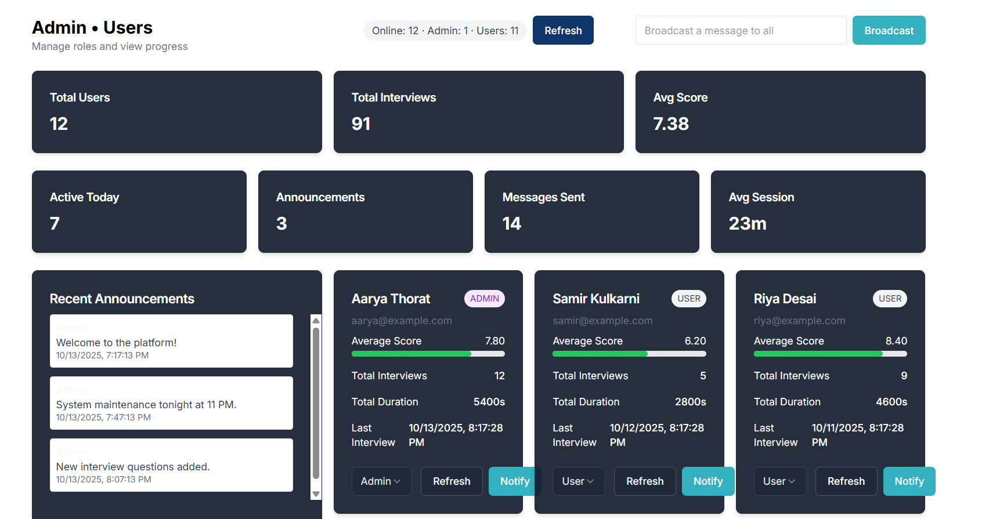 Admin • Users
Manage roles and view progress
Online: 12 · Admin: 1 · Users: 11
Refresh
Broadcast a message to all
Broadcast
Total Users
12
Total Interviews
91
Avg Score
7.38
Active Today
7
Announcements
3
Messages Sent
14
Avg Session
23m
Recent Announcements
Admin
Welcome to the platform!
10/13/2025, 7:17:13 PM
Admin
System maintenance tonight at 11 PM.
10/13/2025, 7:47:13 PM
Admin
New interview questions added.
10/13/2025, 8:07:13 PM
Aarya Thorat
ADMIN
aarya@example.com
Average Score 7.80
Total Interviews 12
Total Duration 5400s
Last Interview 10/13/2025, 8:17:28 PM
Admin
Refresh
Notify
Samir Kulkarni
USER
samir@example.com
Average Score 6.20
Total Interviews 5
Total Duration 2800s
Last Interview 10/12/2025, 8:17:28 PM
User
Refresh
Notify
Riya Desai
USER
riya@example.com
Average Score 8.40
Total Interviews 9
Total Duration 4600s
Last Interview 10/11/2025, 8:17:28 PM
User
Refresh
Notify